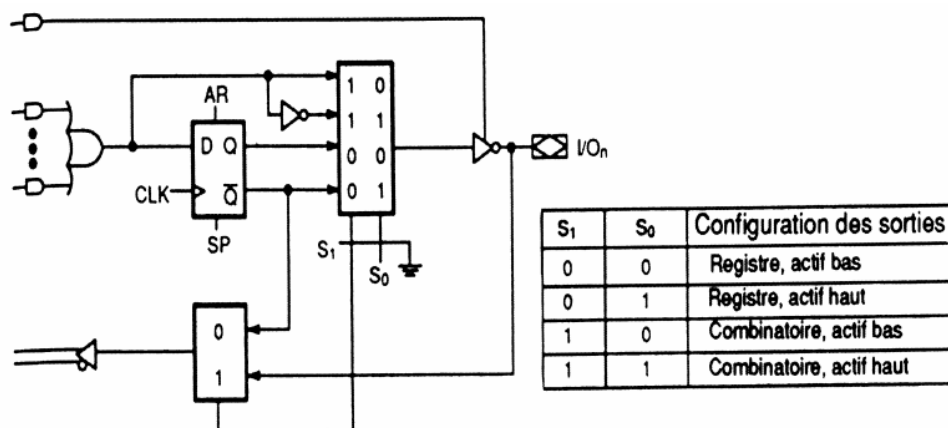 AR
1 0
1 1
D Q
0 0
I/On
CLK
Q
0 1
SP
S1
S0
0
1
S1 S0 Configuration des sorties
0 0 Registre, actif bas
0 1 Registre, actif haut
1 0 Combinatoire, actif bas
1 1 Combinatoire, actif haut